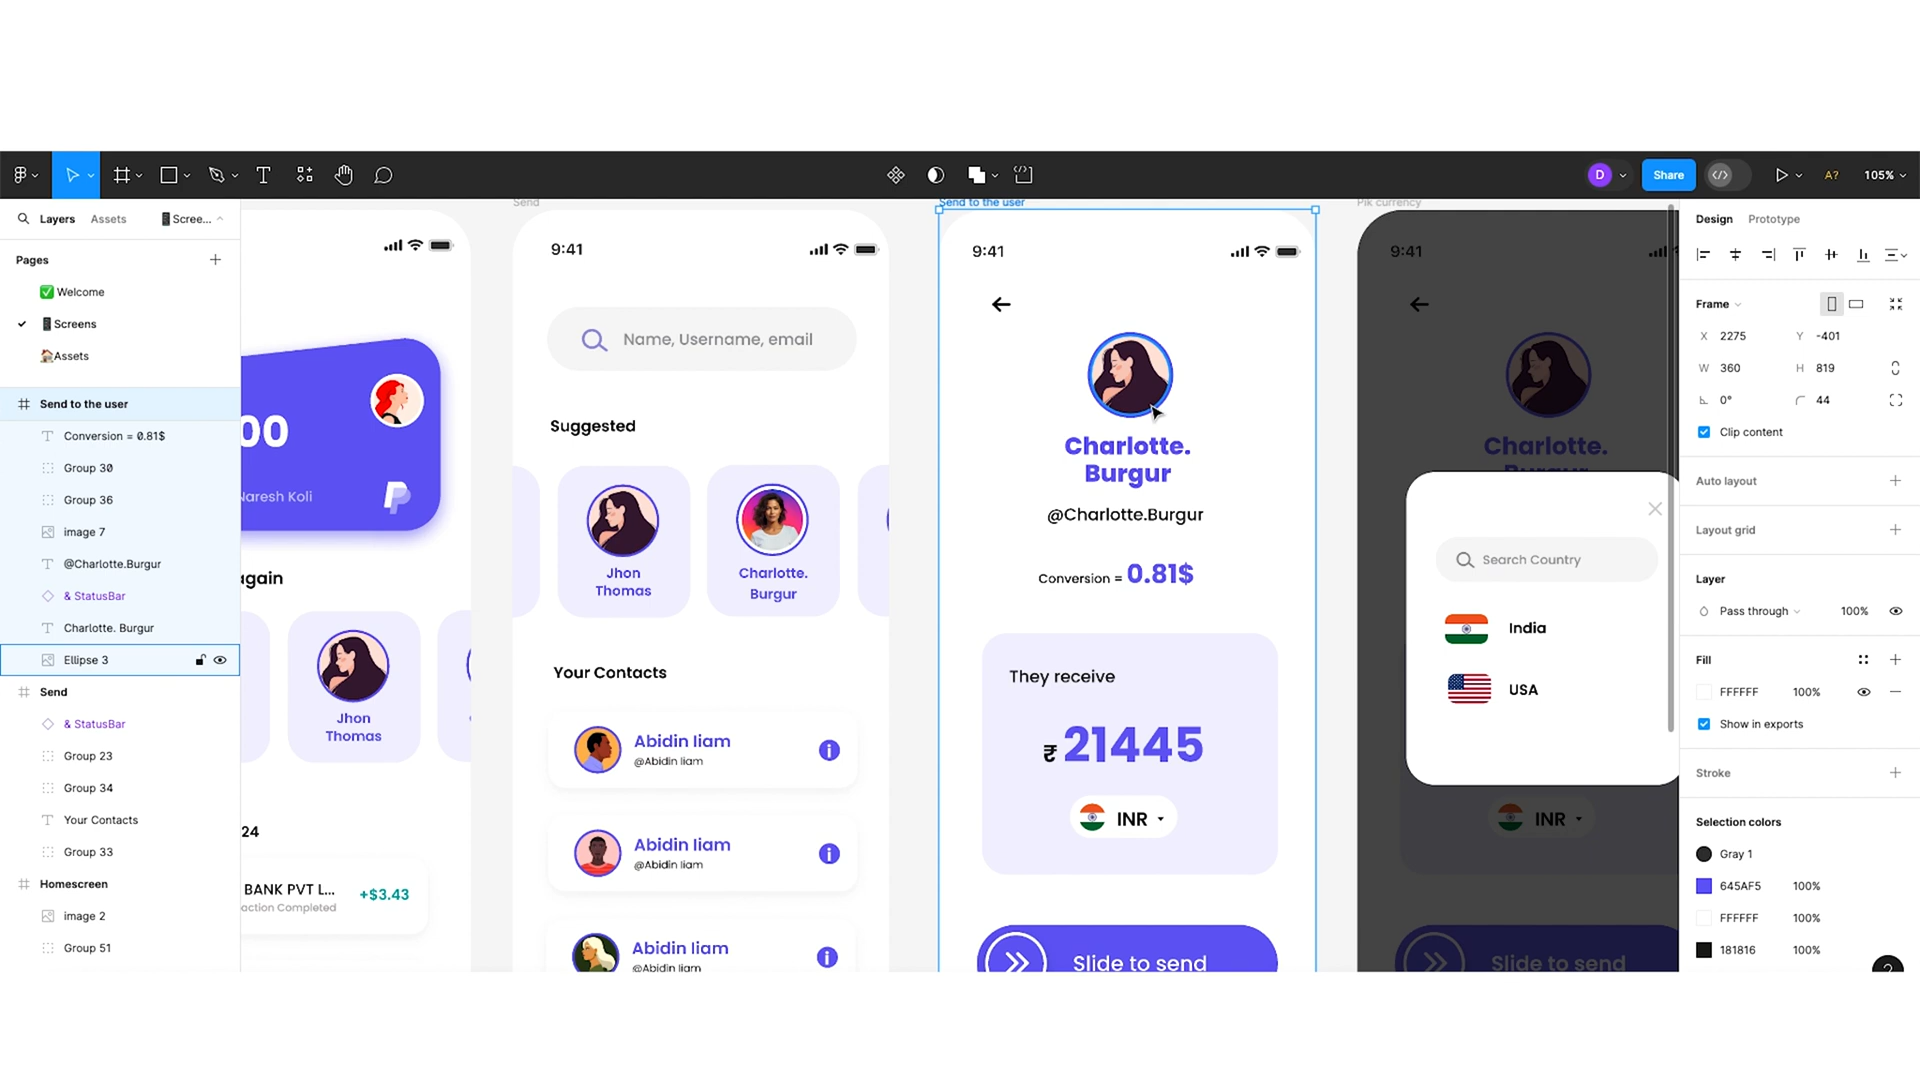 D
Share
A?
105%
Layers
Assets
Scree...
Pages
Welcome
Screens
Assets
Send to the user
Conversion = 0.81$
Group 30
Group 36
image 7
@Charlotte.Burgur
& StatusBar
Charlotte. Burgur
Ellipse 3
Send
& StatusBar
Group 23
Group 34
Your Contacts
Group 33
Homescreen
image 2
Group 51
00
Naresh Koli
again
Jhon
Thomas
24
BANK PVT L...
+$3.43
action Completed
Send
9:41
Name, Username, email
Suggested
Jhon
Thomas
Charlotte.
Burgur
Your Contacts
Abidin liam
@Abidin liam
Abidin liam
@Abidin liam
Abidin liam
@Abidin liam
Send to the user
9:41
Charlotte.
Burgur
@Charlotte.Burgur
Conversion = 0.81$
They receive
₹ 21445
INR
Slide to send
Pik currency
9:41
Charlotte.
Burgur
Search Country
India
USA
INR
Slide to send
Design
Prototype
Frame
X 2275
Y -401
W 360
H 819
0°
44
Clip content
Auto layout
Layout grid
Layer
Pass through
100%
Fill
FFFFFF
100%
Show in exports
Stroke
Selection colors
Gray 1
645AF5
100%
FFFFFF
100%
181816
100%
?